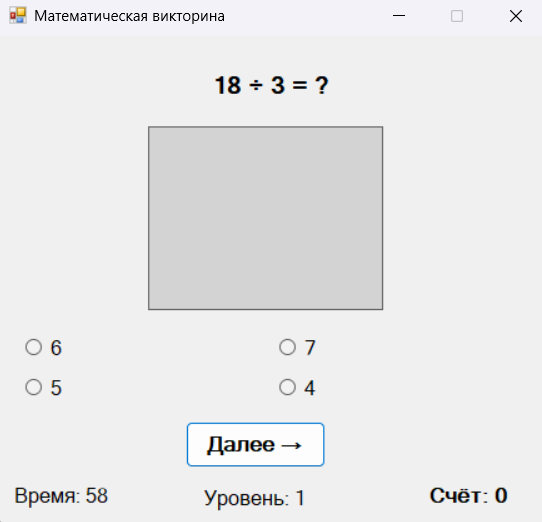 Математическая викторина
18 ÷ 3 = ?
6
7
5
4
Далее →
Время: 58
Уровень: 1
Счёт: 0